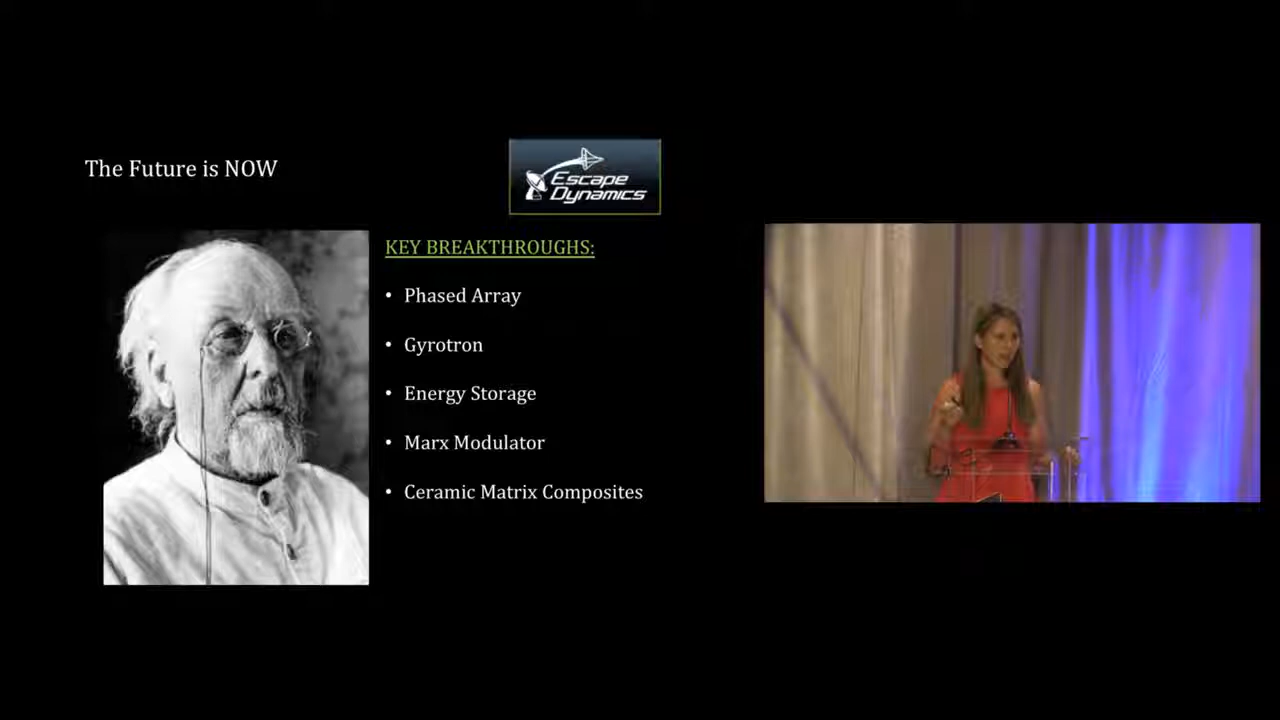 The Future is NOW
Escape
Dynamics
KEY BREAKTHROUGHS:
• Phased Array
• Gyrotron
• Energy Storage
• Marx Modulator
• Ceramic Matrix Composites